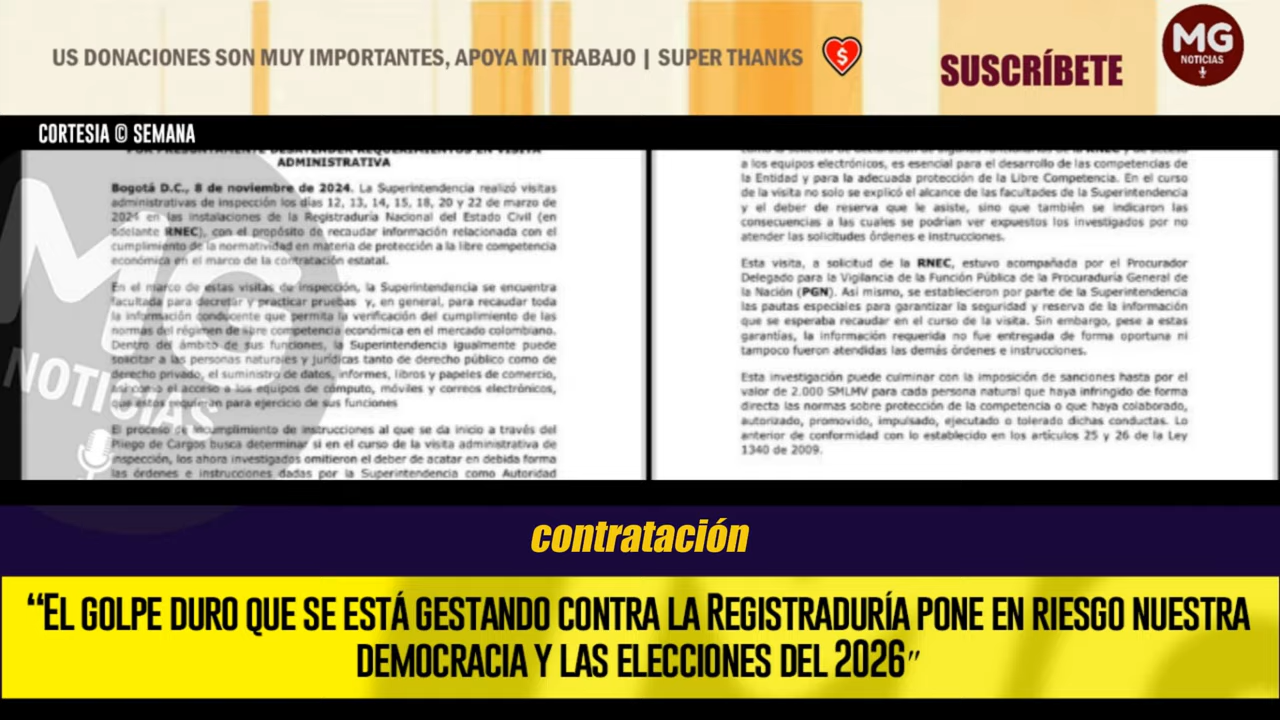 US DONACIONES SON MUY IMPORTANTES, APOYA MI TRABAJO | SUPER THANKS
$
SUSCRÍBETE
MG
NOTICIAS
CORTESIA © SEMANA
POR PRESUNTAMENTE DESATENDER REQUERIMIENTOS EN VISITA
ADMINISTRATIVA
Bogotá D.C., 8 de noviembre de 2024. La Superintendencia realizó visitas
administrativas de inspección los días 12, 13, 14, 15, 18, 20 y 22 de marzo de
2024 en las instalaciones de la Registraduría Nacional del Estado Civil (en
adelante RNEC), con el propósito de recaudar información relacionada con el
cumplimiento de la normatividad en materia de protección a la libre competencia
económica en el marco de la contratación estatal.
En el marco de estas visitas de inspección, la Superintendencia se encuentra
facultada para decretar y practicar pruebas y, en general, para recaudar toda
la información conducente que permita la verificación del cumplimiento de las
normas del régimen de libre competencia económica en el mercado colombiano.
Dentro del ámbito de sus funciones, la Superintendencia igualmente puede
solicitar a las personas naturales y jurídicas tanto de derecho público como de
derecho privado, el suministro de datos, informes, libros y papeles de comercio,
así como el acceso a los equipos de cómputo, móviles y correos electrónicos,
que estos requieran para ejercicio de sus funciones
El proceso de incumplimiento de instrucciones al que se da inicio a través del
Pliego de Cargos busca determinar si en el curso de la visita administrativa de
inspección, los ahora investigados omitieron el deber de acatar en debida forma
las órdenes e instrucciones dadas por la Superintendencia como Autoridad
MG
NOTICIAS
como la solicitud de declaración de algunos funcionarios de la RNEC y de acceso
a los equipos electrónicos, es esencial para el desarrollo de las competencias de
la Entidad y para la adecuada protección de la Libre Competencia. En el curso
de la visita no solo se explicó el alcance de las facultades de la Superintendencia
y el deber de reserva que le asiste, sino que también se indicaron las
consecuencias a las cuales se podrían ver expuestos los investigados por no
atender las solicitudes órdenes e instrucciones.
Esta visita, a solicitud de la RNEC, estuvo acompañada por el Procurador
Delegado para la Vigilancia de la Función Pública de la Procuraduría General de
la Nación (PGN). Así mismo, se establecieron por parte de la Superintendencia
las pautas especiales para garantizar la seguridad y reserva de la información
que se esperaba recaudar en el curso de la visita. Sin embargo, pese a estas
garantías, la información requerida no fue entregada de forma oportuna ni
tampoco fueron atendidas las demás órdenes e instrucciones.
Esta investigación puede culminar con la imposición de sanciones hasta por el
valor de 2.000 SMLMV para cada persona natural que haya infringido de forma
directa las normas sobre protección de la competencia o que haya colaborado,
autorizado, promovido, impulsado, ejecutado o tolerado dichas conductas. Lo
anterior de conformidad con lo establecido en los artículos 25 y 26 de la Ley
1340 de 2009.
contratación
“EL GOLPE DURO QUE SE ESTÁ GESTANDO CONTRA LA REGISTRADURÍA PONE EN RIESGO NUESTRA
DEMOCRACIA Y LAS ELECCIONES DEL 2026”